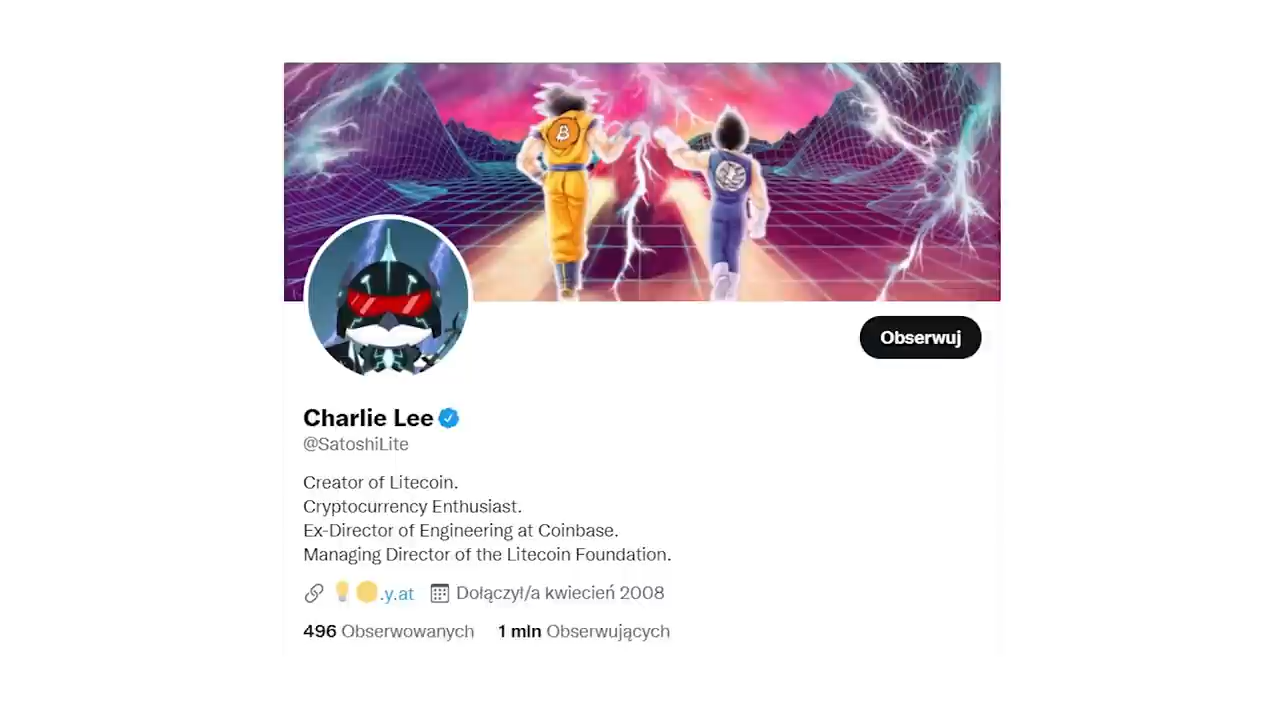 Obserwuj
Charlie Lee
@SatoshiLite
Creator of Litecoin.
Cryptocurrency Enthusiast.
Ex-Director of Engineering at Coinbase.
Managing Director of the Litecoin Foundation.
.y.at Dołączył/a kwiecień 2008
496 Obserwowanych 1 mln Obserwujących